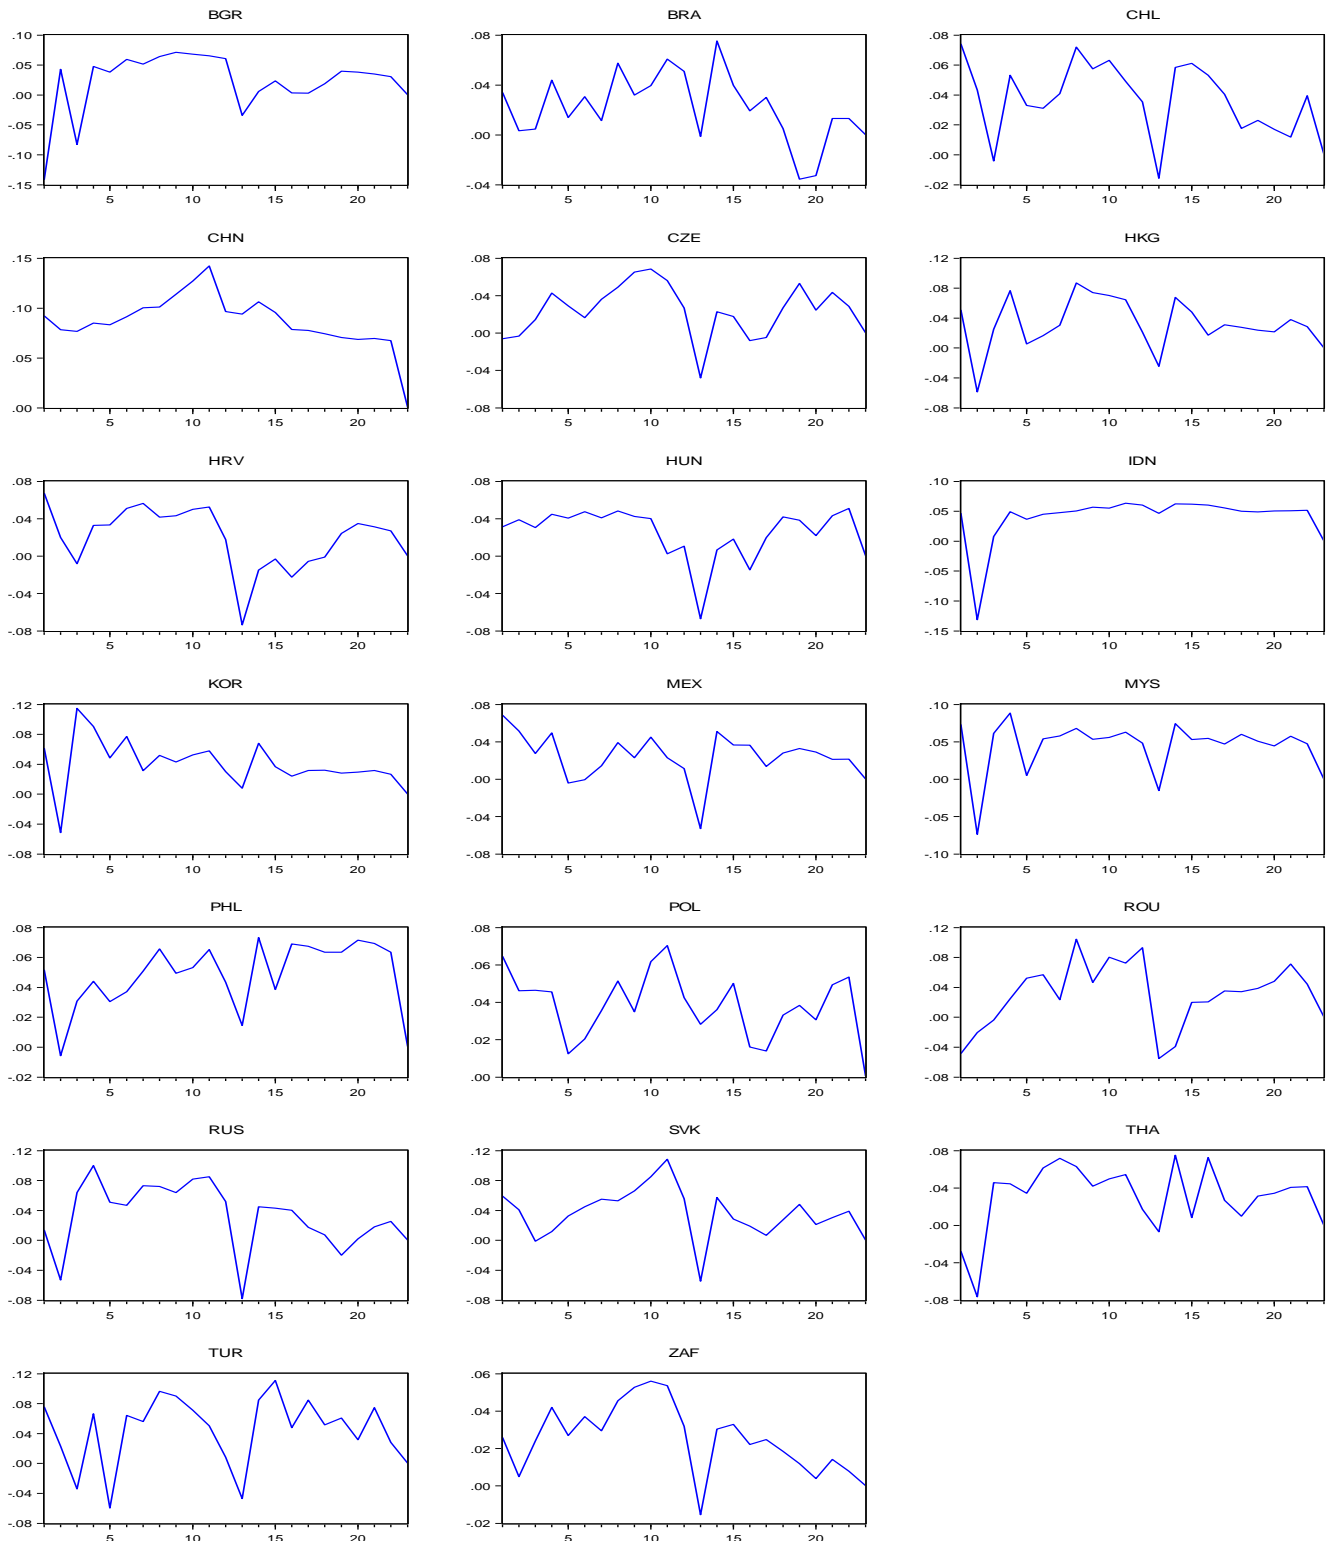 BGR BRA CHL
.10 .08 .08
.05 .04 .06
.00 .00 .04
-.05 -.04 .02
-.10 .00
-.15 -.02
5 10 15 20 5 10 15 20 5 10 15 20
CHN CZE HKG
.15 .08 .12
.10 .04 .08
.05 .00 .04
.00 -.04 .00
-.08 -.04
-.08
5 10 15 20 5 10 15 20 5 10 15 20
HRV HUN IDN
.08 .08 .10
.04 .04 .05
.00 .00 .00
-.04 -.04 -.05
-.08 -.08 -.10
-.15
5 10 15 20 5 10 15 20 5 10 15 20
KOR MEX MYS
.12 .08 .10
.08 .04 .05
.04 .00 .00
.00 -.04 -.05
-.04 -.08 -.10
-.08
5 10 15 20 5 10 15 20 5 10 15 20
PHL POL ROU
.08 .08 .12
.06 .06 .08
.04 .04 .04
.02 .02 .00
.00 .00 -.04
-.02 -.08
5 10 15 20 5 10 15 20 5 10 15 20
RUS SVK THA
.12 .12 .08
.08 .08 .04
.04 .04 .00
.00 .00 -.04
-.04 -.04 -.08
-.08 -.08
5 10 15 20 5 10 15 20 5 10 15 20
TUR ZAF
.12 .06
.08 .04
.04 .02
.00 .00
-.04 -.02
-.08
5 10 15 20 5 10 15 20